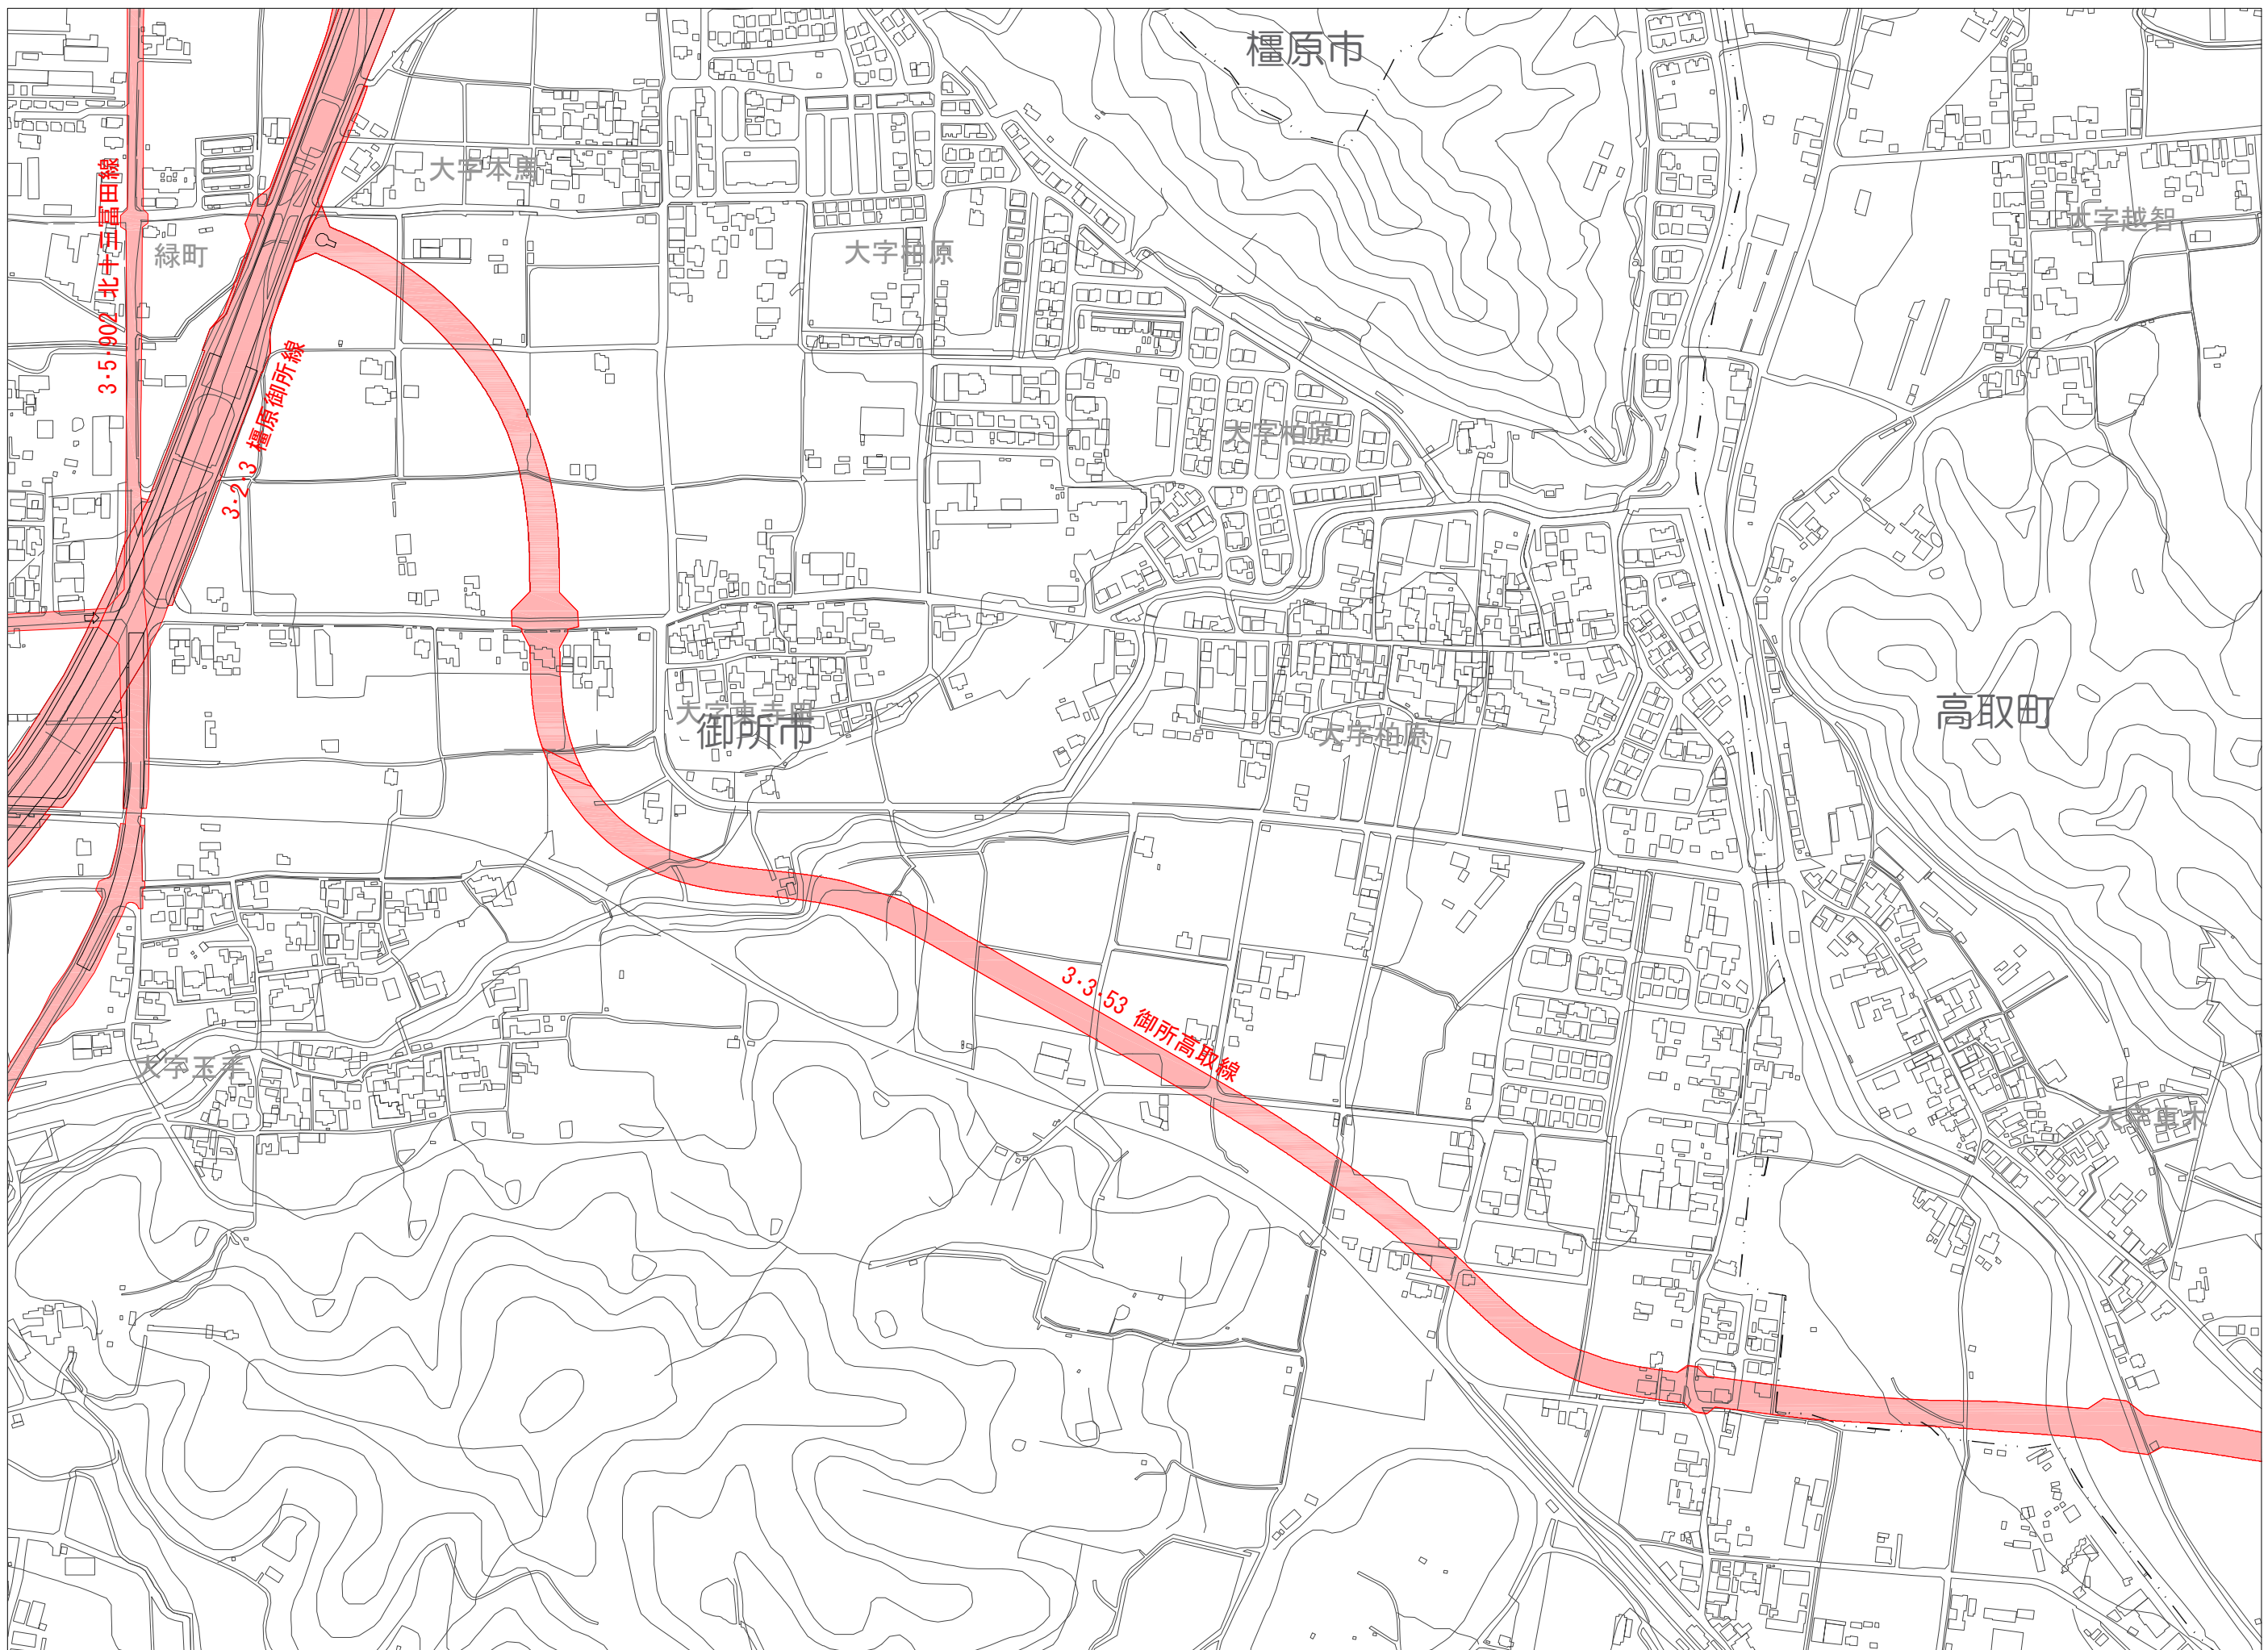 橿原市
大字本馬
3・5・902 北十三富田線
大字越智
緑町
大字柏原
3・2・3 橿原御所線
大字柏原
高取町
大字東寺田
御所市
大字柏原
3・3・53 御所高取線
大字玉手
大字車木